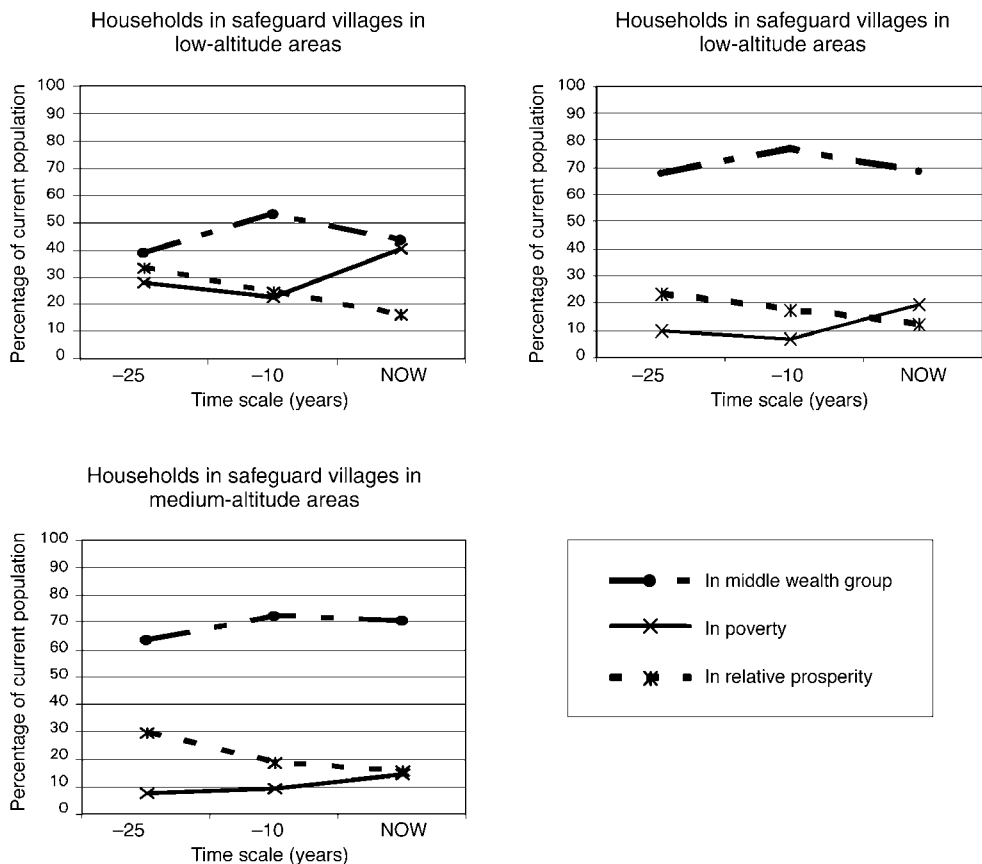 Households in safeguard villages in
low-altitude areas
Percentage of current population
100
90
80
70
60
50
40
30
20
10
0
–25
–10
NOW
Time scale (years)
Households in safeguard villages in
low-altitude areas
Percentage of current population
100
90
80
70
60
50
40
30
20
10
0
–25
–10
NOW
Time scale (years)
Households in safeguard villages in
medium-altitude areas
Percentage of current population
100
90
80
70
60
50
40
30
20
10
0
–25
–10
NOW
Time scale (years)
In middle wealth group
In poverty
In relative prosperity